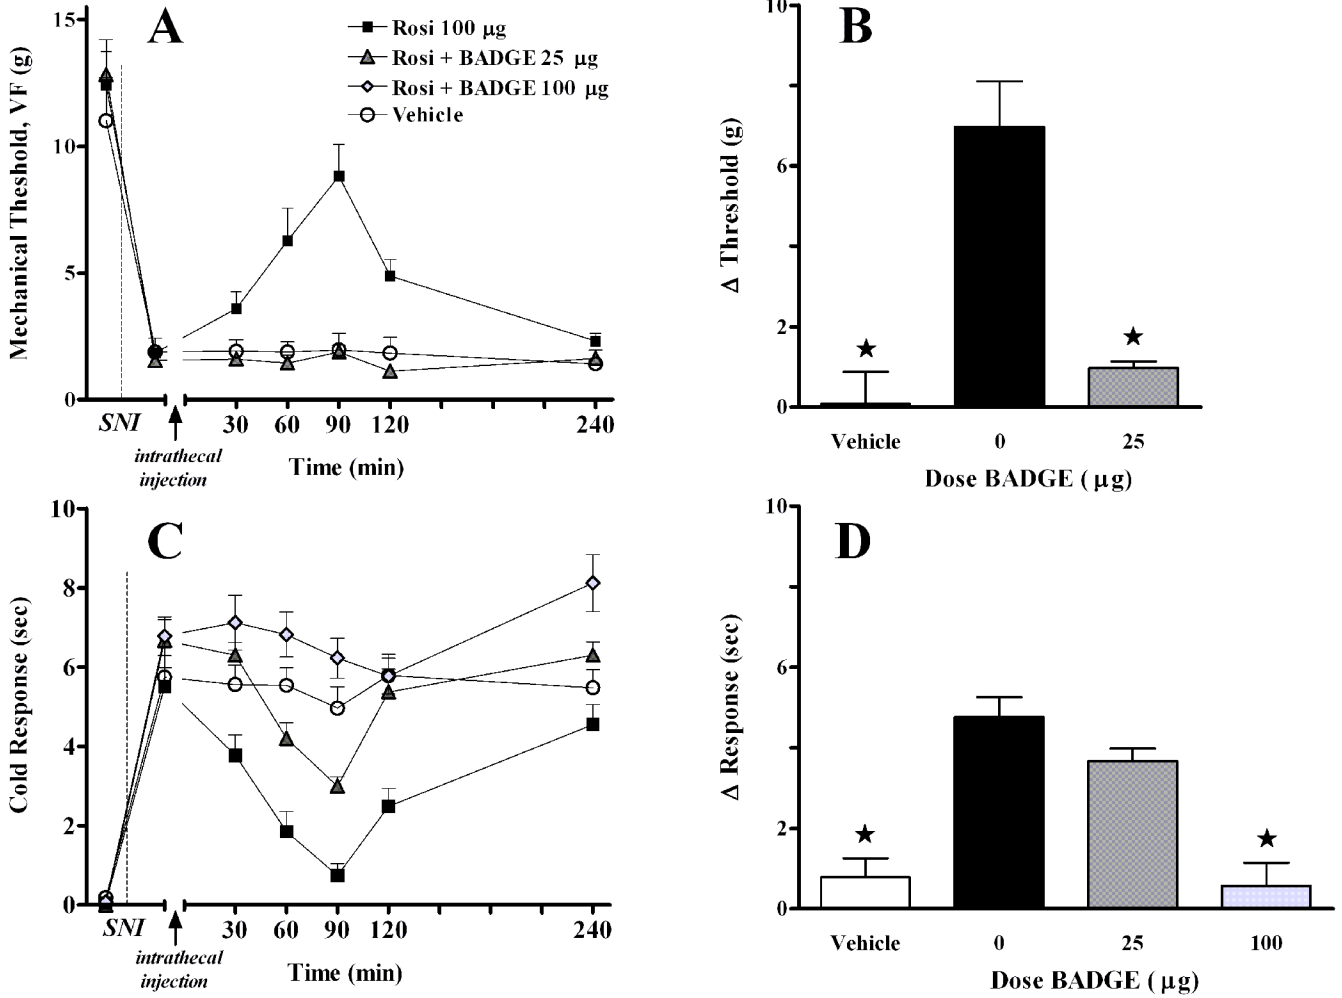 A
Mechanical Theshold, VF (g)
15
10
5
0
Rosi 100 µg
Rosi + BADGE 25 µg
Rosi + BADGE 100 µg
Vehicle
SNI
30 60 90 120 240
intrathecal
injection
Time (min)
B
Δ Threshold (g)
10
6
2
0
★ ★
Vehicle 0 25
Dose BADGE ( µg)
C
Cold Response (sec)
10
8
6
4
2
0
SNI
30 60 90 120 240
intrathecal
injection
Time (min)
D
Δ Response (sec)
10
6
2
0
★ ★
Vehicle 0 25 100
Dose BADGE ( µg)